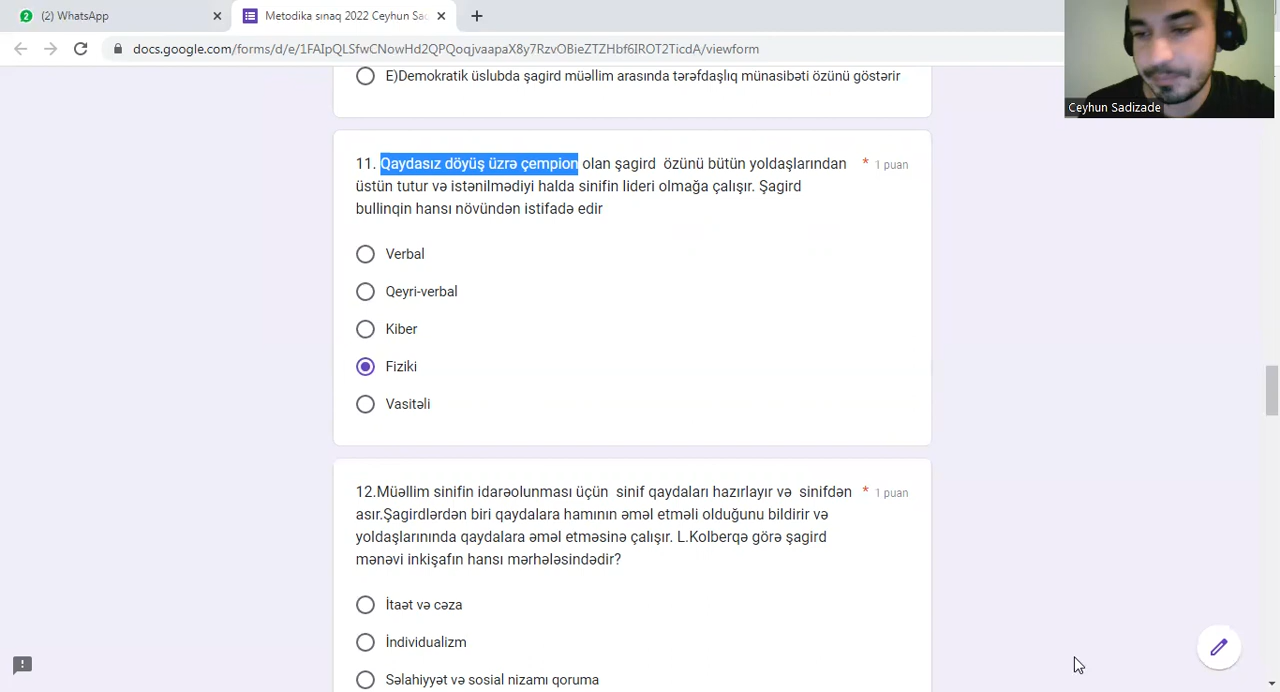 2
(2) WhatsApp
Metodika sınaq 2022 Ceyhun Sac
docs.google.com/forms/d/e/1FAIpQLSfwCNowHd2QPQoqjvaapaX8y7RzvOBieZTZHbf6IROT2TicdA/viewform
Ceyhun Sadizade
E)Demokratik üslubda şagird müəllim arasında tərəfdaşlıq münasibəti özünü göstərir
11. Qaydasız döyüş üzrə çempion olan şagird özünü bütün yoldaşlarından * 1 puan
üstün tutur və istənilmədiyi halda sinifin lideri olmağa çalışır. Şagird
bullinqin hansı növündən istifadə edir
Verbal
Qeyri-verbal
Kiber
Fiziki
Vasitəli
12.Müəllim sinifin idarəolunması üçün sinif qaydaları hazırlayır və sinifdən * 1 puan
asır.Şagirdlərdən biri qaydalara hamının əməl etməli olduğunu bildirir və
yoldaşlarınında qaydalara əməl etməsinə çalışır. L.Kolberqə görə şagird
mənəvi inkişafın hansı mərhələsindədir?
İtaət və cəza
İndividualizm
Səlahiyyət və sosial nizamı qoruma